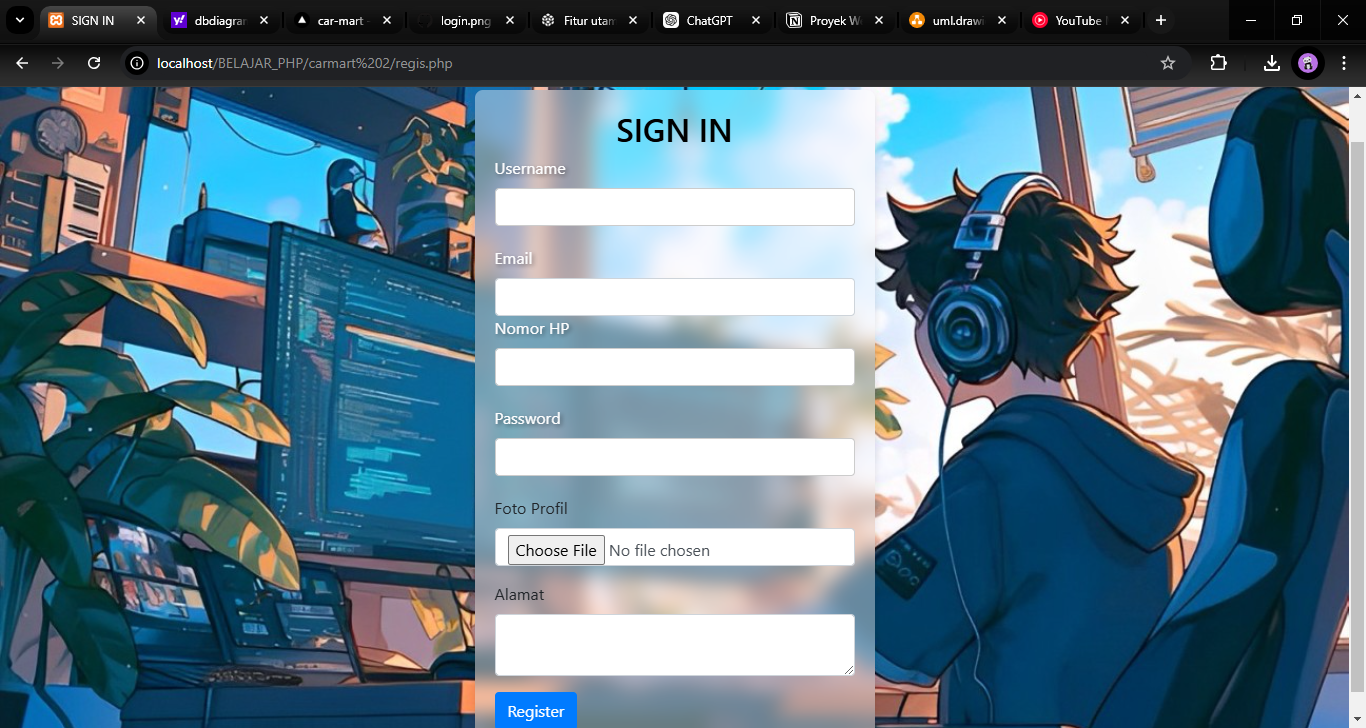 SIGN IN
dbdiagrar
car-mart
login.png
Fitur utam
ChatGPT
Proyek W
uml.drawi
YouTube
localhost/BELAJAR_PHP/carmart%202/regis.php
SIGN IN
Username
Email
Nomor HP
Password
Foto Profil
Choose File No file chosen
Alamat
Register